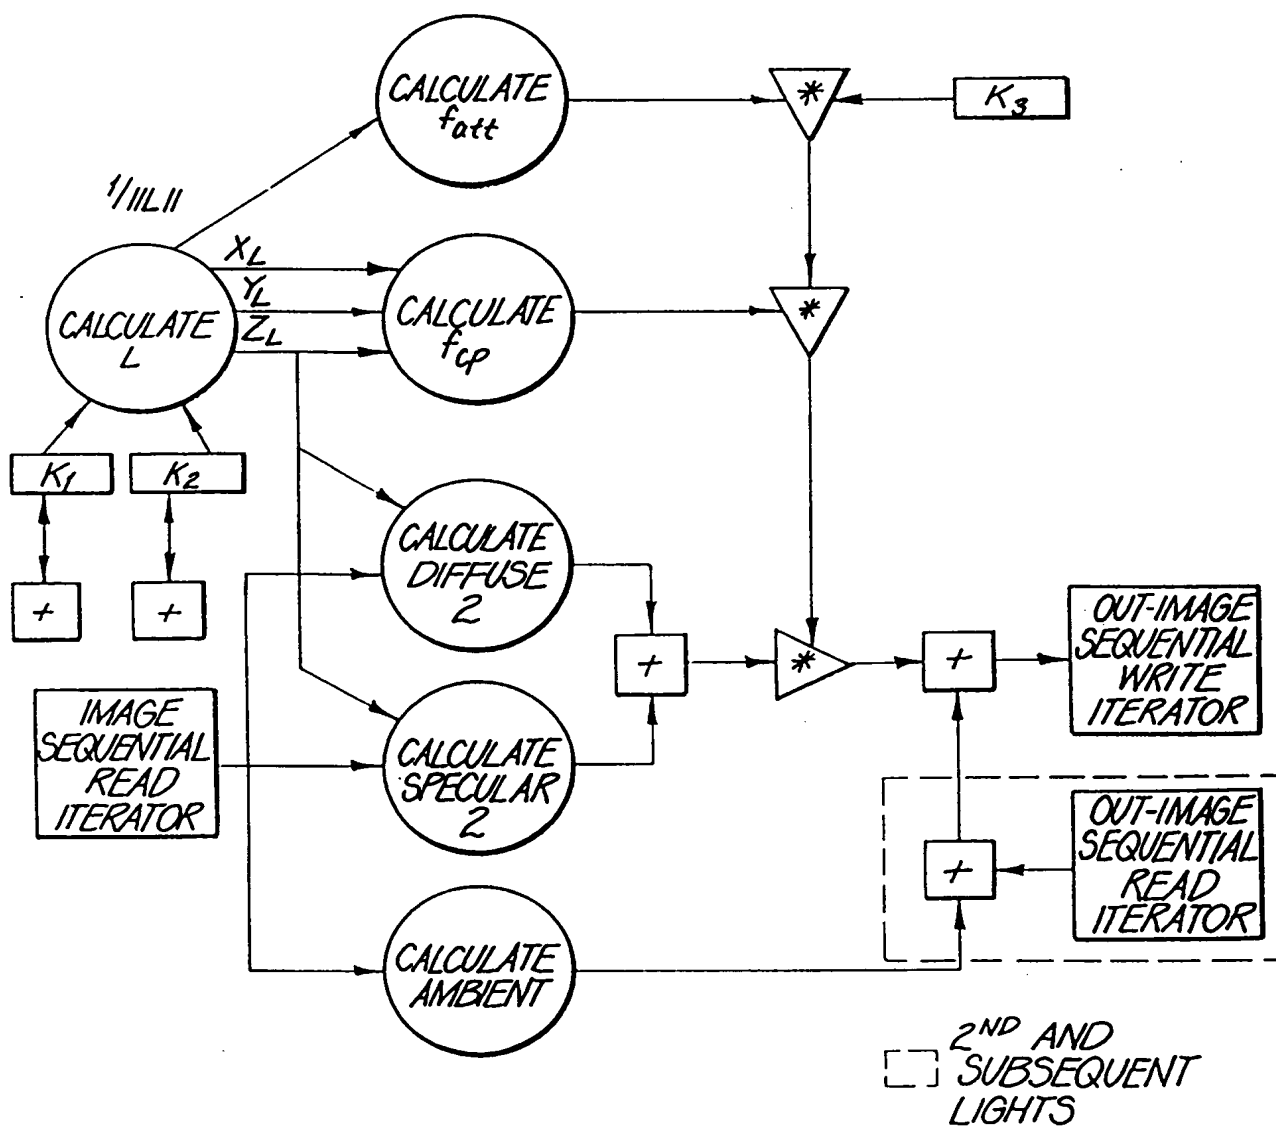 CALCULATE
fatt
*
K3
1/||L||
XL
YL
ZL
CALCULATE
L
CALCULATE
fcp
*
K1
K2
+
+
CALCULATE
DIFFUSE
2
+
*
+
OUT-IMAGE
SEQUENTIAL
WRITE
ITERATOR
IMAGE
SEQUENTIAL
READ
ITERATOR
CALCULATE
SPECULAR
2
+
OUT-IMAGE
SEQUENTIAL
READ
ITERATOR
CALCULATE
AMBIENT
2ND AND
SUBSEQUENT
LIGHTS